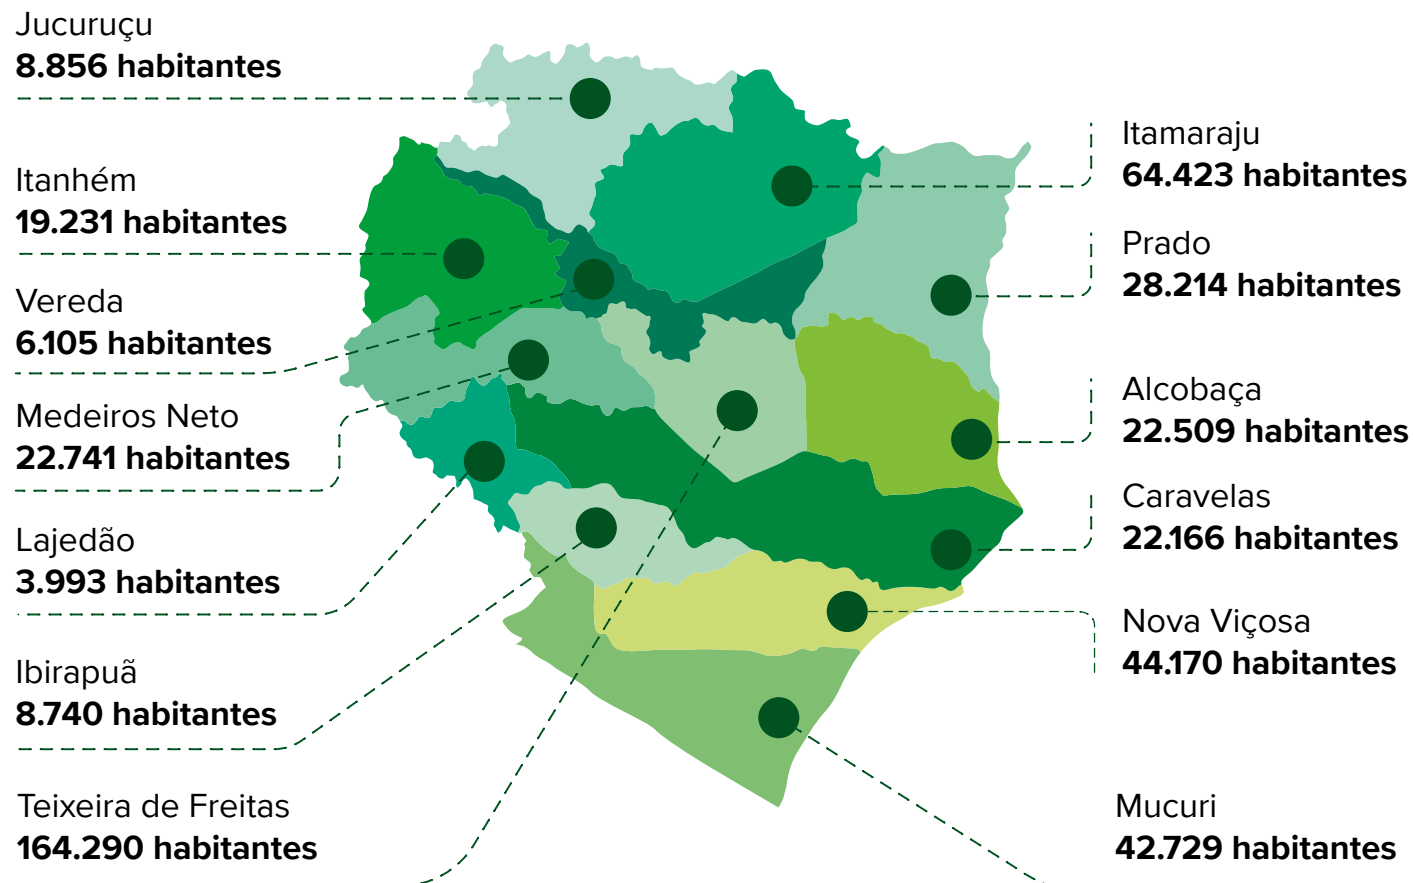 Jucuruçu
8.856 habitantes
Itanhém
19.231 habitantes
Vereda
6.105 habitantes
Medeiros Neto
22.741 habitantes
Lajedão
3.993 habitantes
Ibirapuã
8.740 habitantes
Teixeira de Freitas
164.290 habitantes
Itamaraju
64.423 habitantes
Prado
28.214 habitantes
Alcobaça
22.509 habitantes
Caravelas
22.166 habitantes
Nova Viçosa
44.170 habitantes
Mucuri
42.729 habitantes